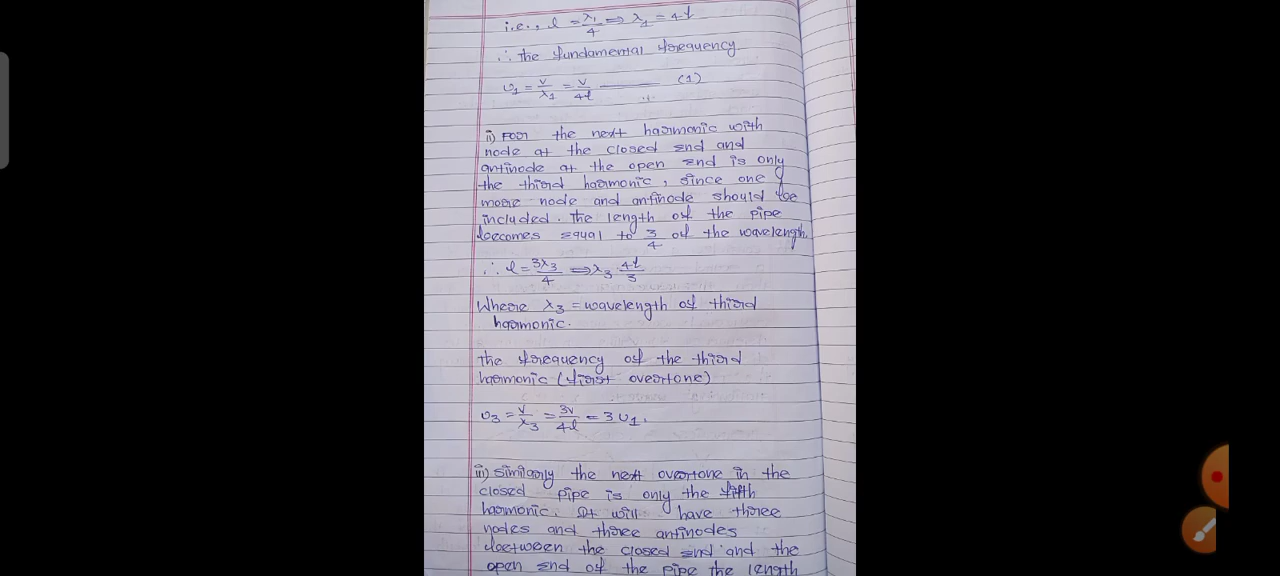 i.e., l = λ₁/4 ⇒ λ₁ = 4l
∴ The fundamental frequency
υ₁ = v/λ₁ = v/4l ——— (1)
ii) For the next harmonic with
node at the closed end and
antinode at the open end is only
the third harmonic, since one
more node and antinode should be
included. The length of the pipe
becomes equal to 3/4 of the wavelength.
∴ l = 3λ₃/4 ⇒ λ₃ 4l/3
Where λ₃ = wavelength of third
harmonic.
The frequency of the third
harmonic (first overtone)
υ₃ = v/λ₃ = 3v/4l = 3υ₁.
iii) Similarly the next overtone in the
closed pipe is only the fifth
harmonic. It will have three
nodes and three antinodes
between the closed end and the
open end of the pipe the length